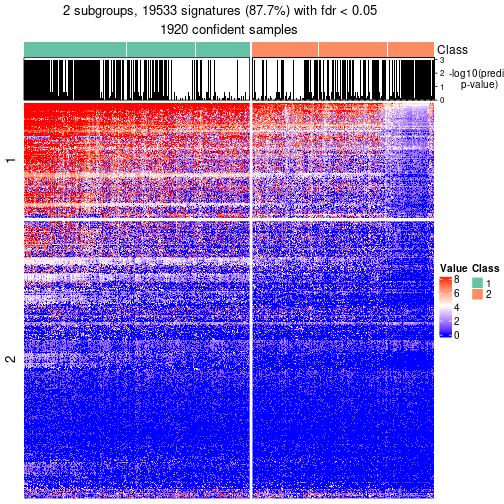 2 subgroups, 19533 signatures (87.7%) with fdr < 0.05
1920 confident samples
Class
3
2
1
0
-log10(predi
p-value)
1
2
Value
8
6
4
2
0
Class
1
2